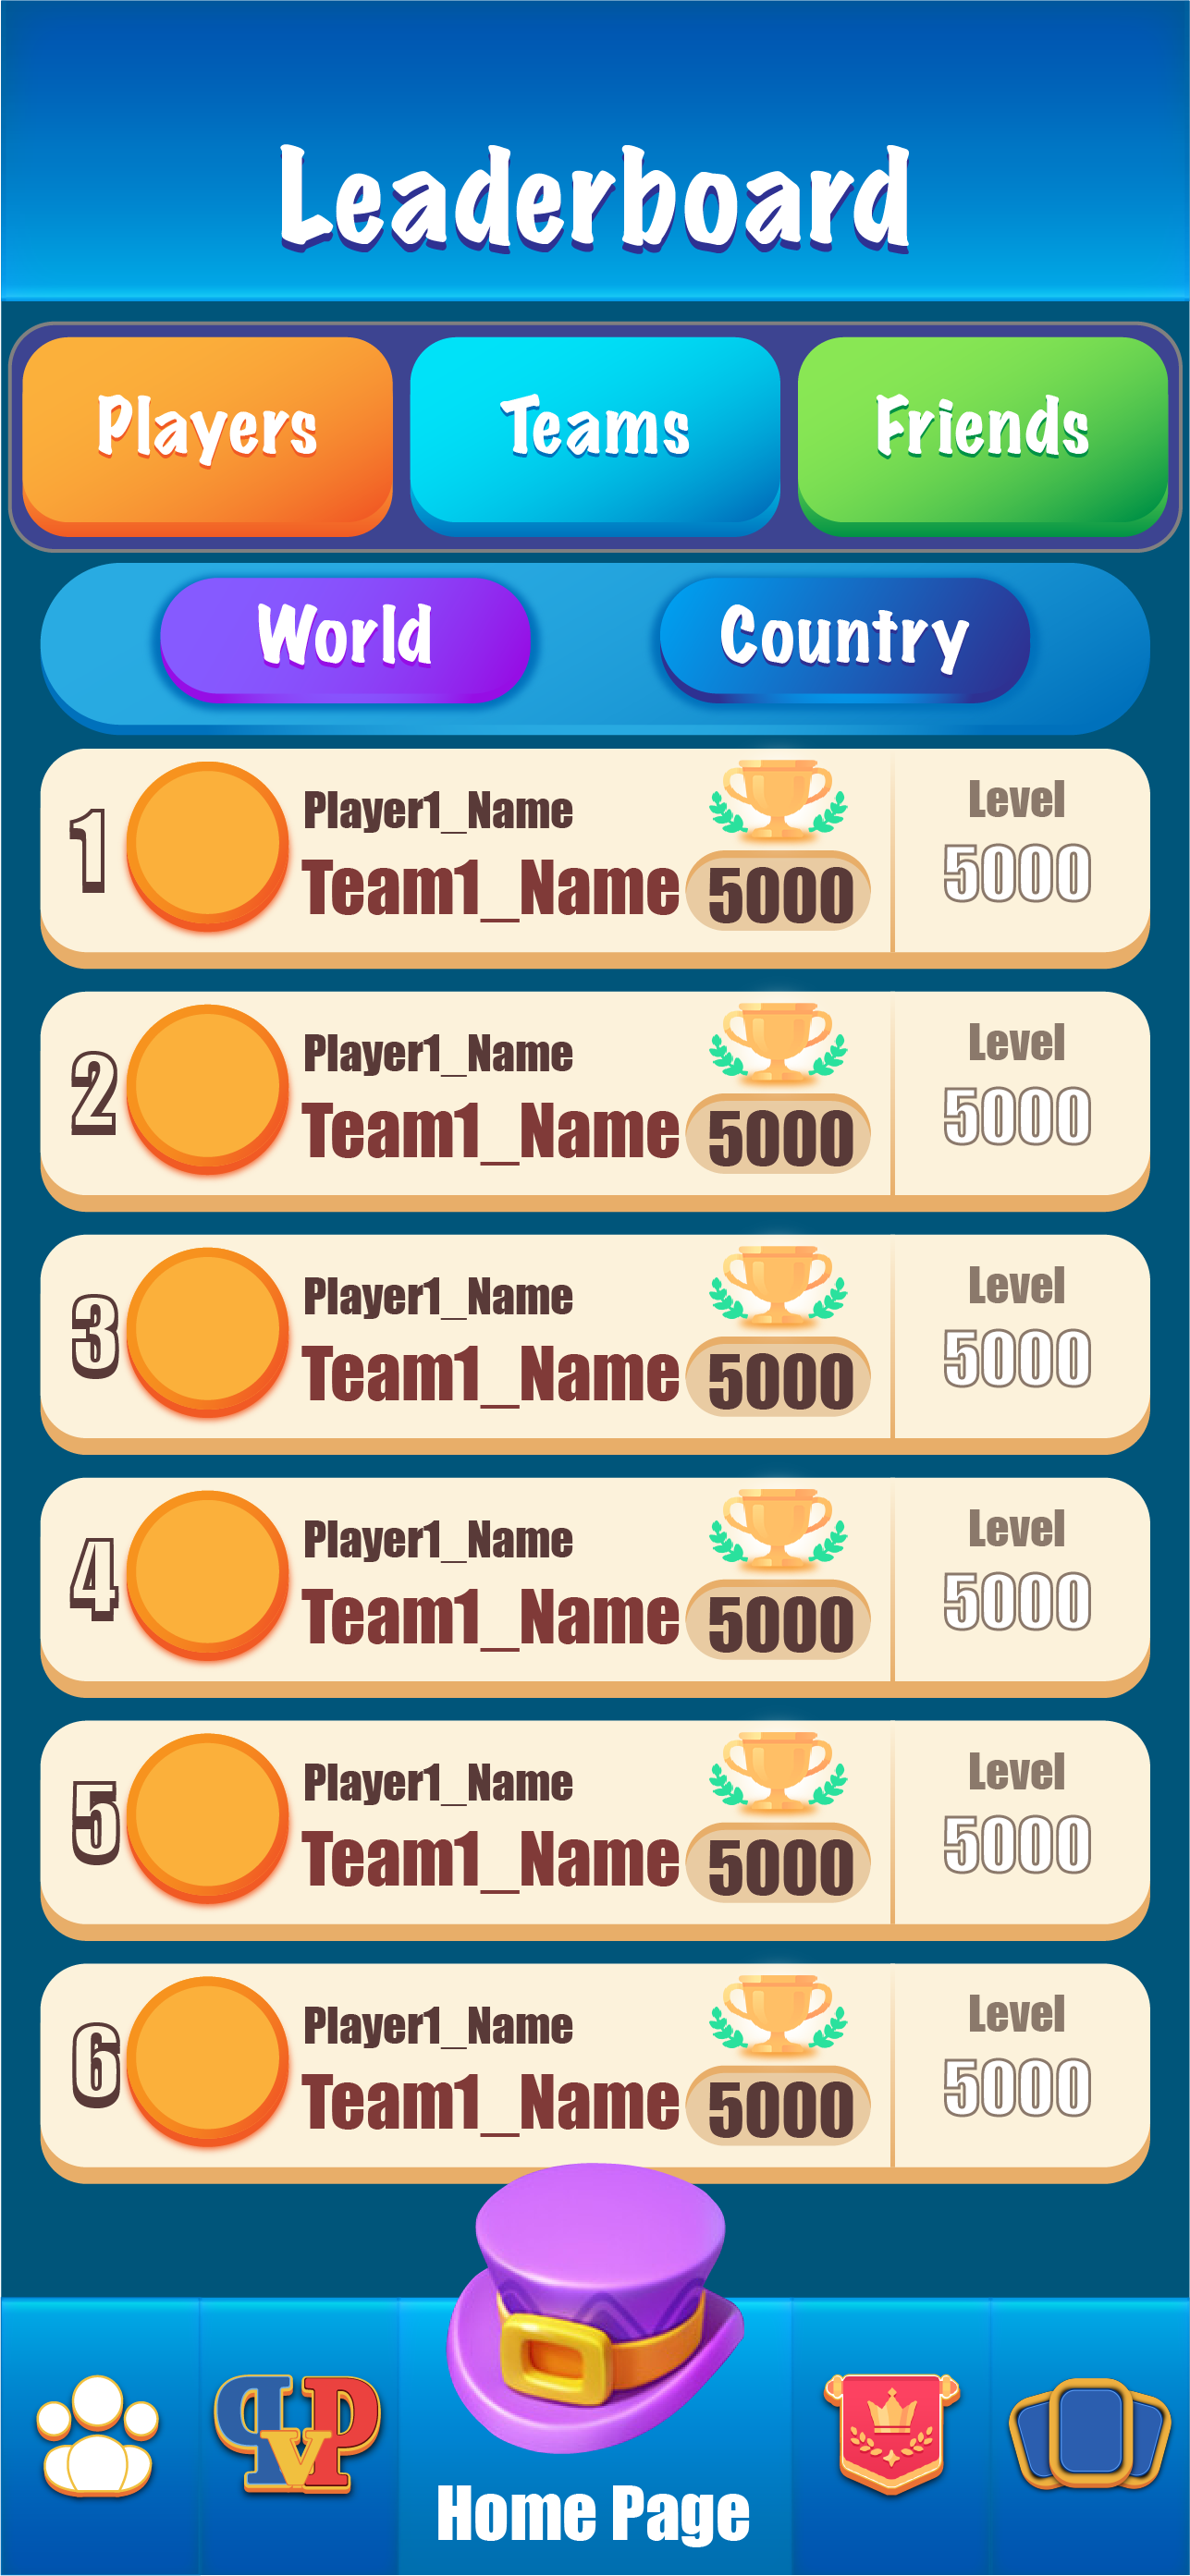 Leaderboard
Players Teams Friends
World Country
1 Player1_Name Level
Team1_Name 5000 5000
2 Player1_Name Level
Team1_Name 5000 5000
3 Player1_Name Level
Team1_Name 5000 5000
4 Player1_Name Level
Team1_Name 5000 5000
5 Player1_Name Level
Team1_Name 5000 5000
6 Player1_Name Level
Team1_Name 5000 5000
PVP
Home Page